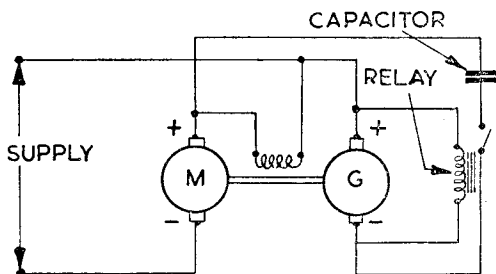 CAPACITOR
RELAY
+ +
SUPPLY
M G
- -